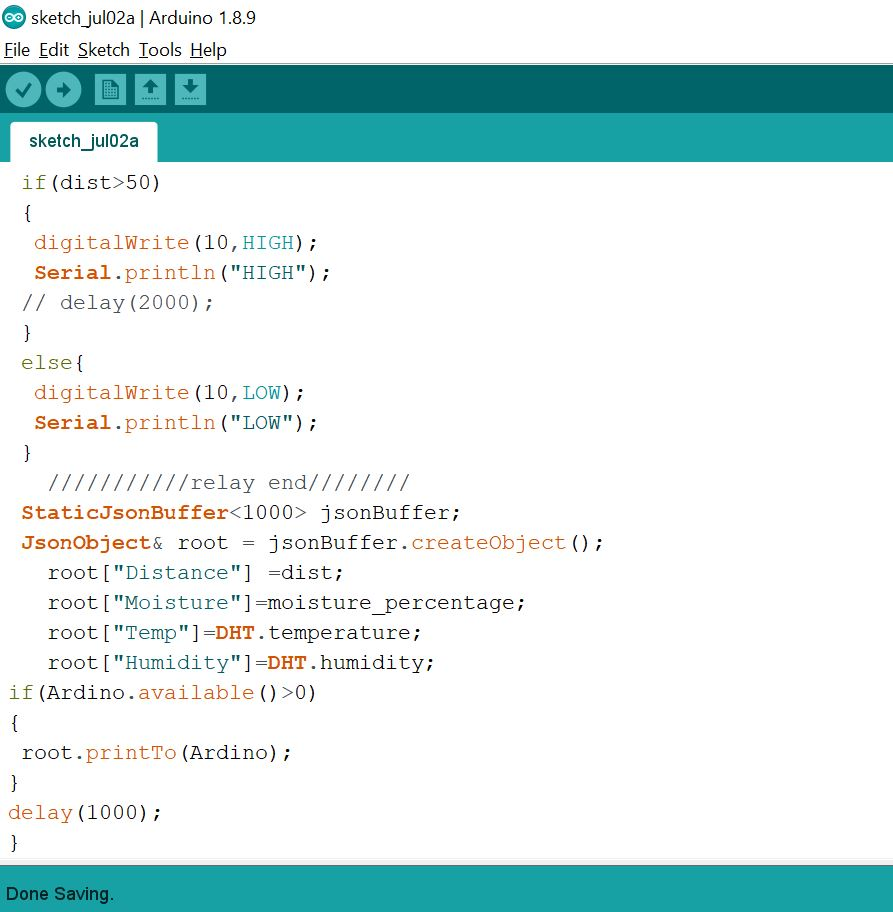 sketch_jul02a | Arduino 1.8.9
File Edit Sketch Tools Help
sketch_jul02a
if(dist>50)
{
digitalWrite(10,HIGH);
Serial.println("HIGH");
// delay(2000);
}
else{
digitalWrite(10,LOW);
Serial.println("LOW");
}
///////////relay end////////
StaticJsonBuffer<1000> jsonBuffer;
JsonObject& root = jsonBuffer.createObject();
root["Distance"] =dist;
root["Moisture"]=moisture_percentage;
root["Temp"]=DHT.temperature;
root["Humidity"]=DHT.humidity;
if(Ardino.available()>0)
{
root.printTo(Ardino);
}
delay(1000);
}
Done Saving.